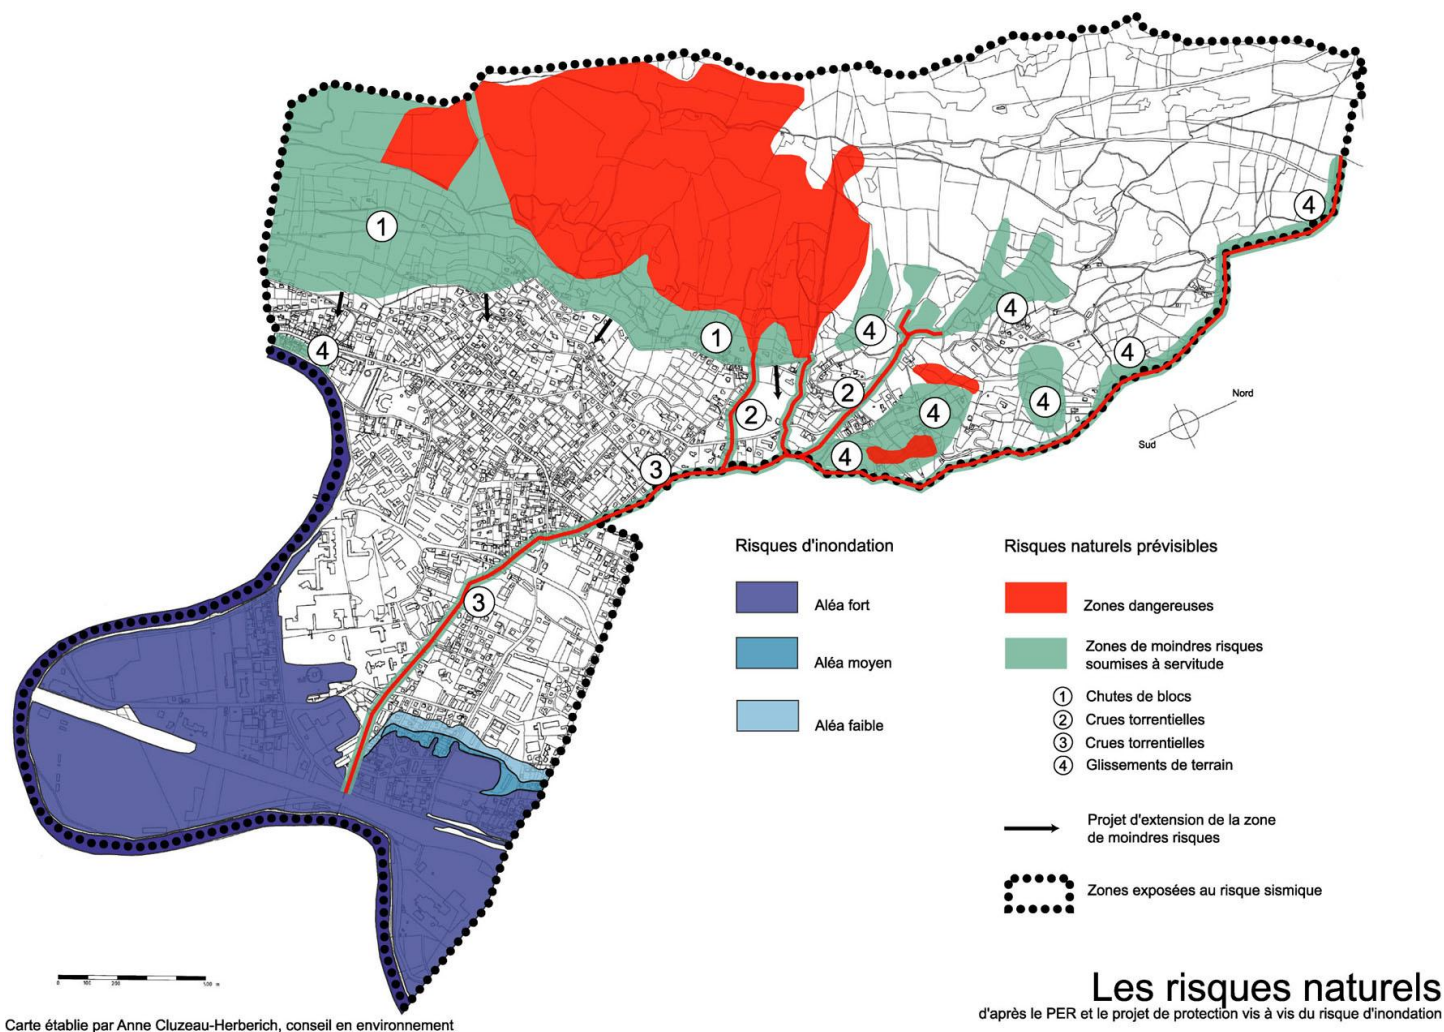 1
4
4
1
4
4
4
2
2
4
4
4
3
Nord
Sud
3
Risques d'inondation
Aléa fort
Aléa moyen
Aléa faible
Risques naturels prévisibles
Zones dangereuses
Zones de moindres risques
soumises à servitude
1 Chutes de blocs
2 Crues torrentielles
3 Crues torrentielles
4 Glissements de terrain
Projet d'extension de la zone
de moindres risques
Zones exposées au risque sismique
0 100 200
Les risques naturels
d'après le PER et le projet de protection vis à vis du risque d'inondation
Carte établie par Anne Cluzeau-Herberich, conseil en environnement